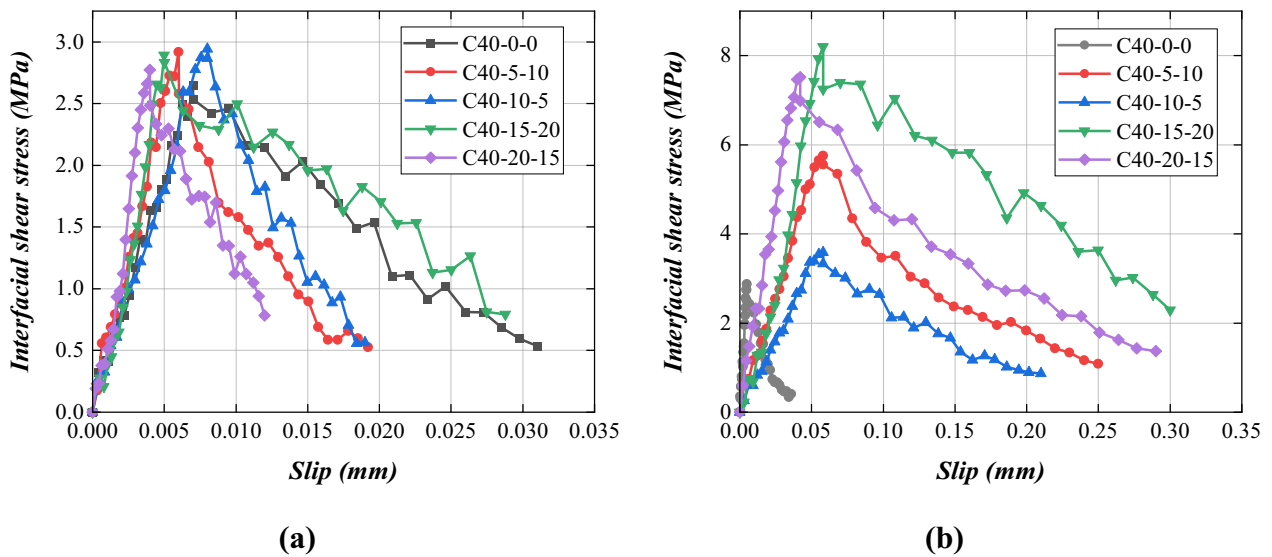 Interfacial shear stress (MPa)
3.0
2.5
2.0
1.5
1.0
0.5
0.0
C40-0-0
C40-5-10
C40-10-5
C40-15-20
C40-20-15
0.000 0.005 0.010 0.015 0.020 0.025 0.030 0.035
Slip (mm)
(a)
Interfacial shear stress (MPa)
8
6
4
2
0
C40-0-0
C40-5-10
C40-10-5
C40-15-20
C40-20-15
0.00 0.05 0.10 0.15 0.20 0.25 0.30 0.35
Slip (mm)
(b)